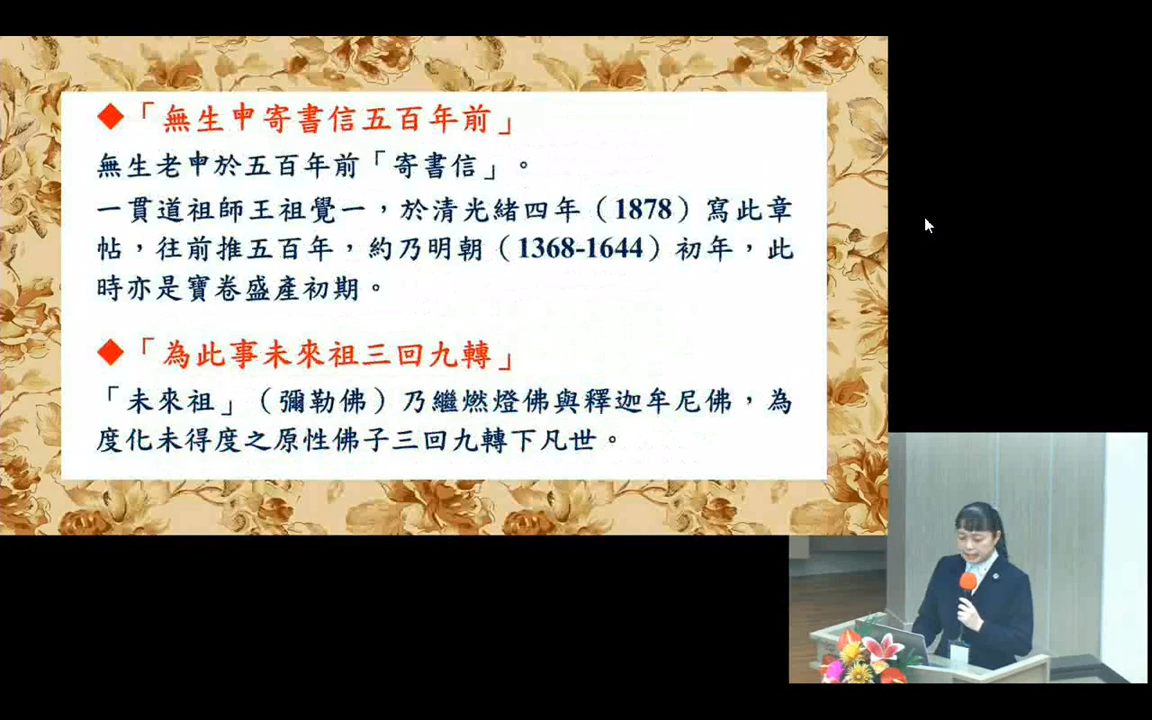 ◆「無生申寄書信五百年前」
無生老申於五百年前「寄書信」。
一貫道祖師王祖覺一，於清光緒四年（1878）寫此章
帖，往前推五百年，約乃明朝（1368-1644）初年，此
時亦是寶卷盛產初期。
◆「為此事未來祖三回九轉」
「未來祖」（彌勒佛）乃繼燃燈佛與釋迦牟尼佛，為
度化未得度之原性佛子三回九轉下凡世。